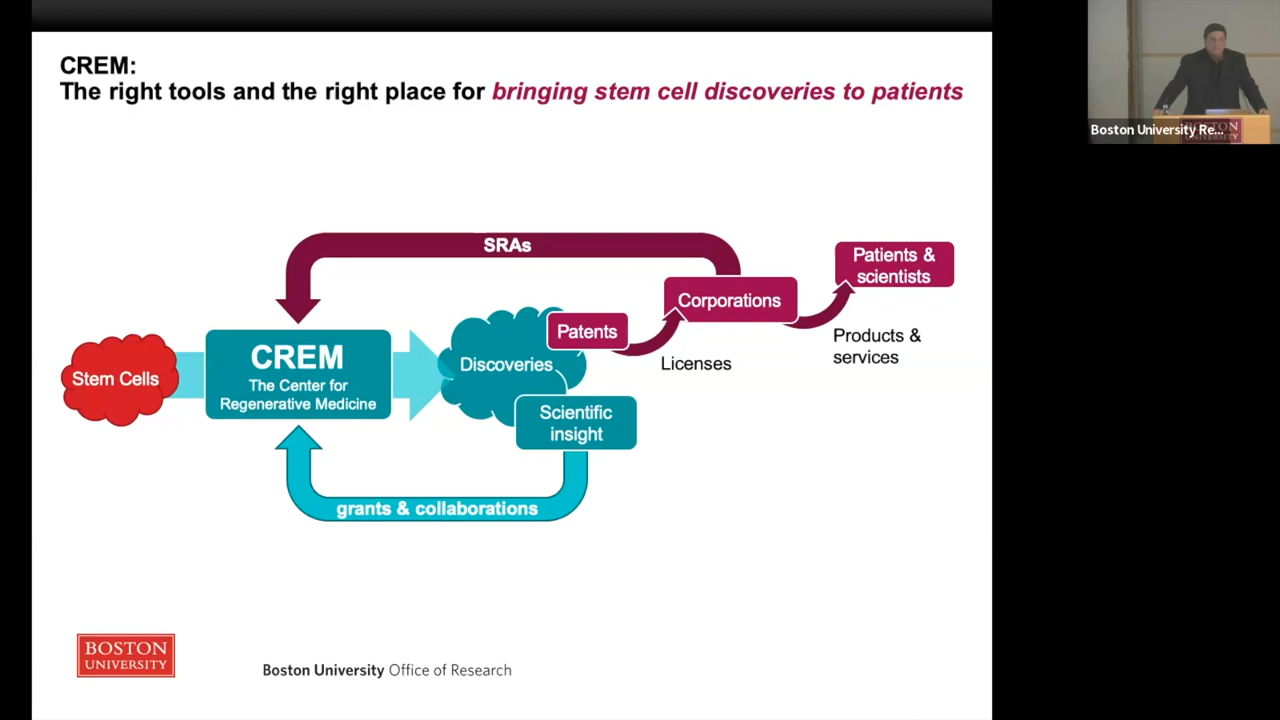 CREM:
The right tools and the right place for bringing stem cell discoveries to patients
Boston University Re...
BOSTON
UNIVERSITY
SRAs
Patients &
scientists
Corporations
Patents
Products &
services
Licenses
Stem Cells
CREM
The Center for
Regenerative Medicine
Discoveries
Scientific
insight
grants & collaborations
BOSTON
UNIVERSITY
Boston University Office of Research